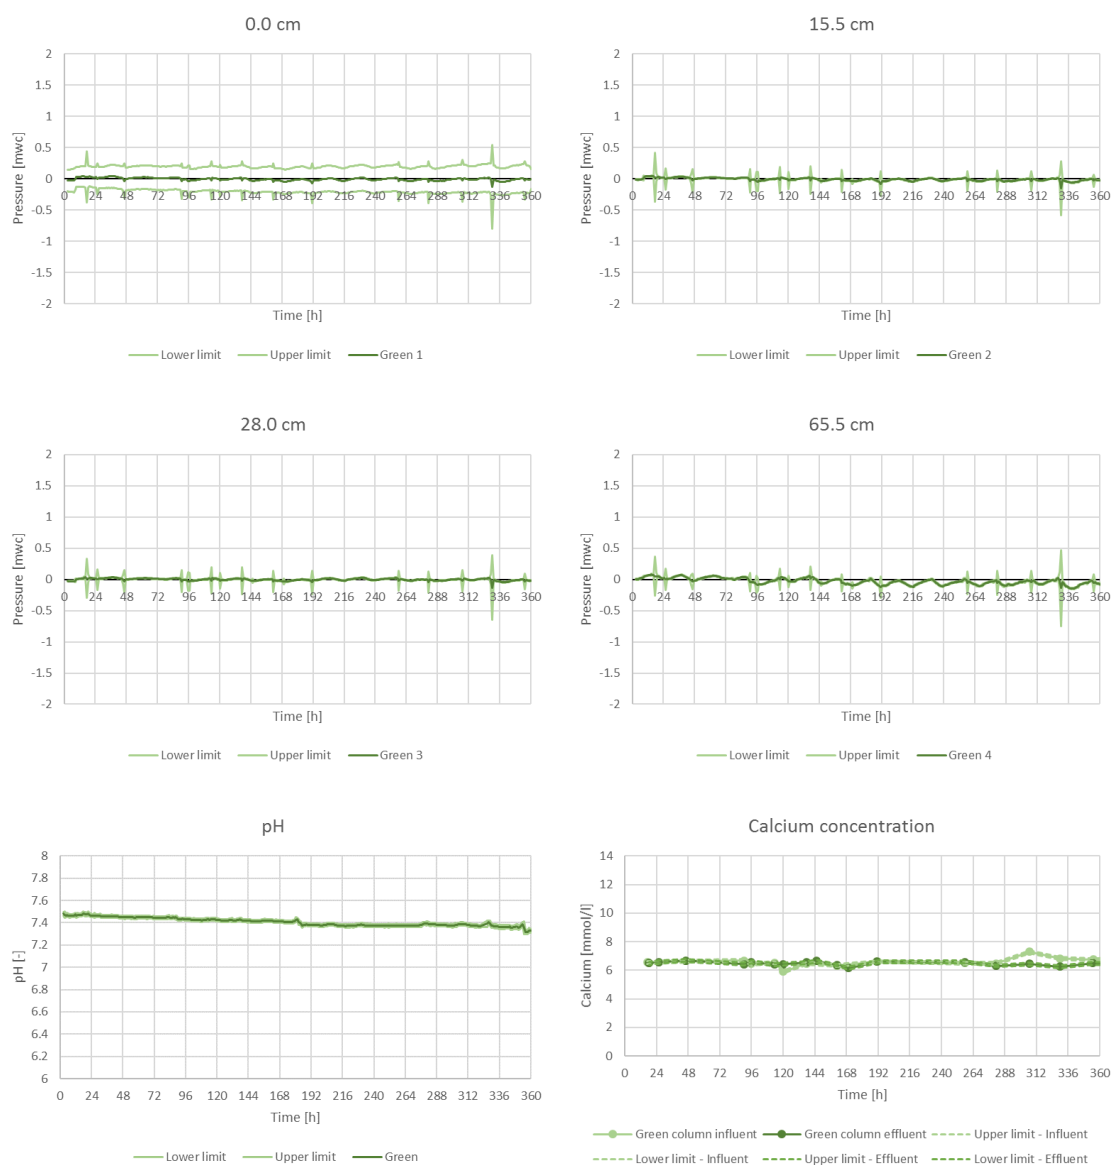 0.0 cm
2
1.5
1
0.5
0
-0.5
-1
-1.5
-2
Pressure [mwc]
0 24 48 72 96 120 144 168 192 216 240 264 288 312 336 360
Time [h]
Lower limit Upper limit Green 1
15.5 cm
2
1.5
1
0.5
0
-0.5
-1
-1.5
-2
Pressure [mwc]
0 24 48 72 96 120 144 168 192 216 240 264 288 312 336 360
Time [h]
Lower limit Upper limit Green 2
28.0 cm
2
1.5
1
0.5
0
-0.5
-1
-1.5
-2
Pressure [mwc]
0 24 48 72 96 120 144 168 192 216 240 264 288 312 336 360
Time [h]
Lower limit Upper limit Green 3
65.5 cm
2
1.5
1
0.5
0
-0.5
-1
-1.5
-2
Pressure [mwc]
0 24 48 72 96 120 144 168 192 216 240 264 288 312 336 360
Time [h]
Lower limit Upper limit Green 4
pH
8
7.8
7.6
7.4
7.2
7
6.8
6.6
6.4
6.2
6
pH [-]
0 24 48 72 96 120 144 168 192 216 240 264 288 312 336 360
Time [h]
Lower limit Upper limit Green
Calcium concentration
14
12
10
8
6
4
2
0
Calcium [mmol/l]
0 24 48 72 96 120 144 168 192 216 240 264 288 312 336 360
Time [h]
Green column influent Green column effluent Upper limit - Influent
Lower limit - Influent Upper limit - Effluent Lower limit - Effluent